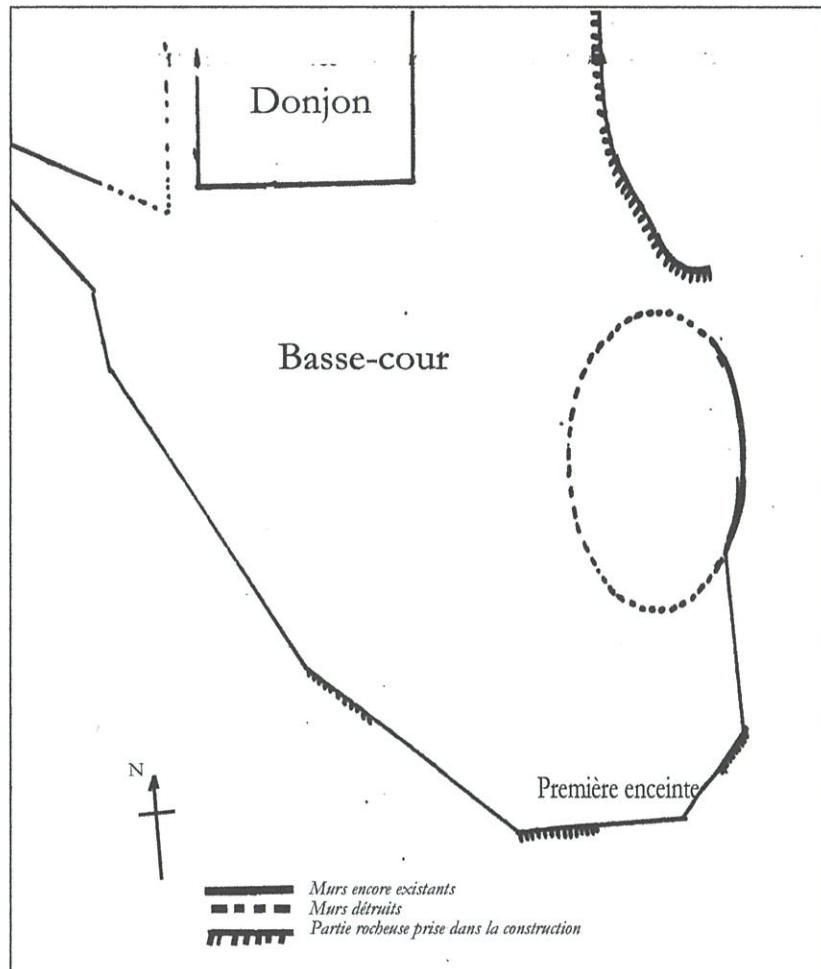 Donjon
Basse-cour
N
Première enceinte
Murs encore existants
Murs détruits
Partie rocheuse prise dans la construction